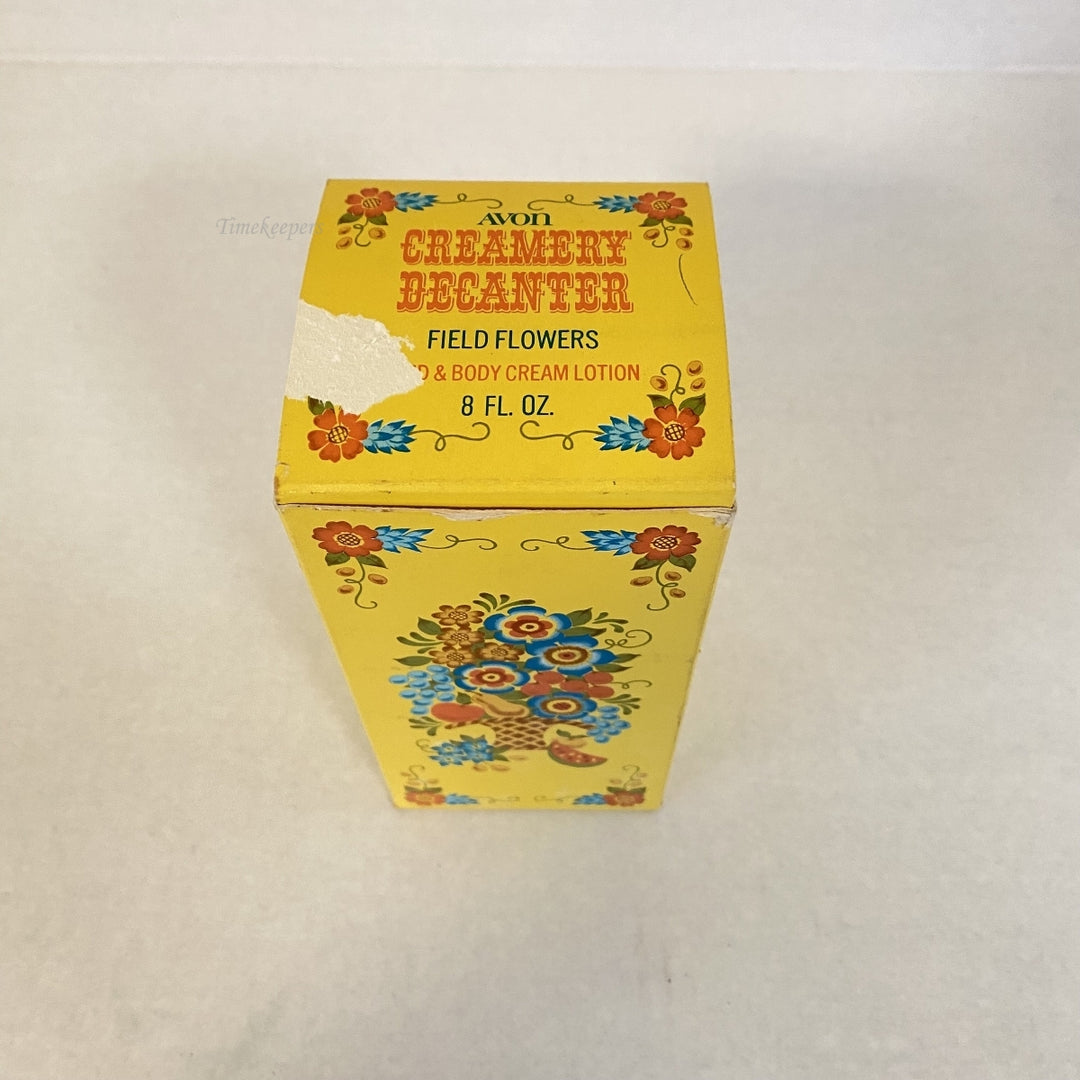 Timekeepers
AVON
CREAMERY
DECANTER
FIELD FLOWERS
D & BODY CREAM LOTION
8 FL. OZ.